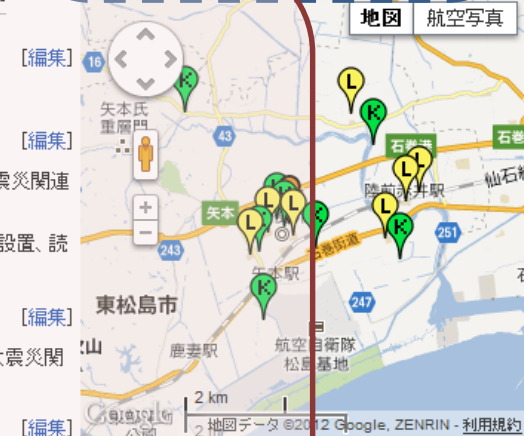 [編集]
[編集]
震災関連
設置、読
[編集]
大震災関
[編集]
地図
航空写真
16
K
L
K
矢本氏
重層門
43
石巻港
石巻
L
L
陸前赤井駅
仙石線
矢本
L
L
L
K
L
K
251
石巻街道
243
矢本駅
K
247
東松島市
鹿妻駅
航空自衛隊
松島基地
2 km
Google
地図データ ©2012 Google, ZENRIN - 利用規約